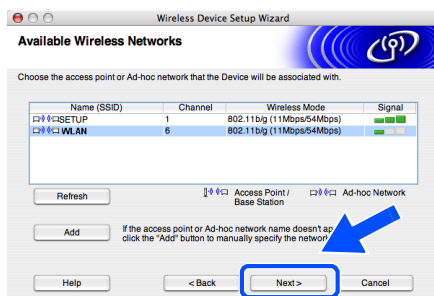 Wireless Device Setup Wizard
Available Wireless Networks
Choose the access point or Ad-hoc network that the Device will be associated with.
Name (SSID) Channel Wireless Mode Signal
SETUP 1 802.11b/g (11Mbps/54Mbps)
WLAN 6 802.11b/g (11Mbps/54Mbps)
Refresh
Access Point / Ad-hoc Network
Base Station
Add
If the access point or Ad-hoc network name doesn't ap
click the "Add" button to manually specify the network
Help < Back Next > Cancel